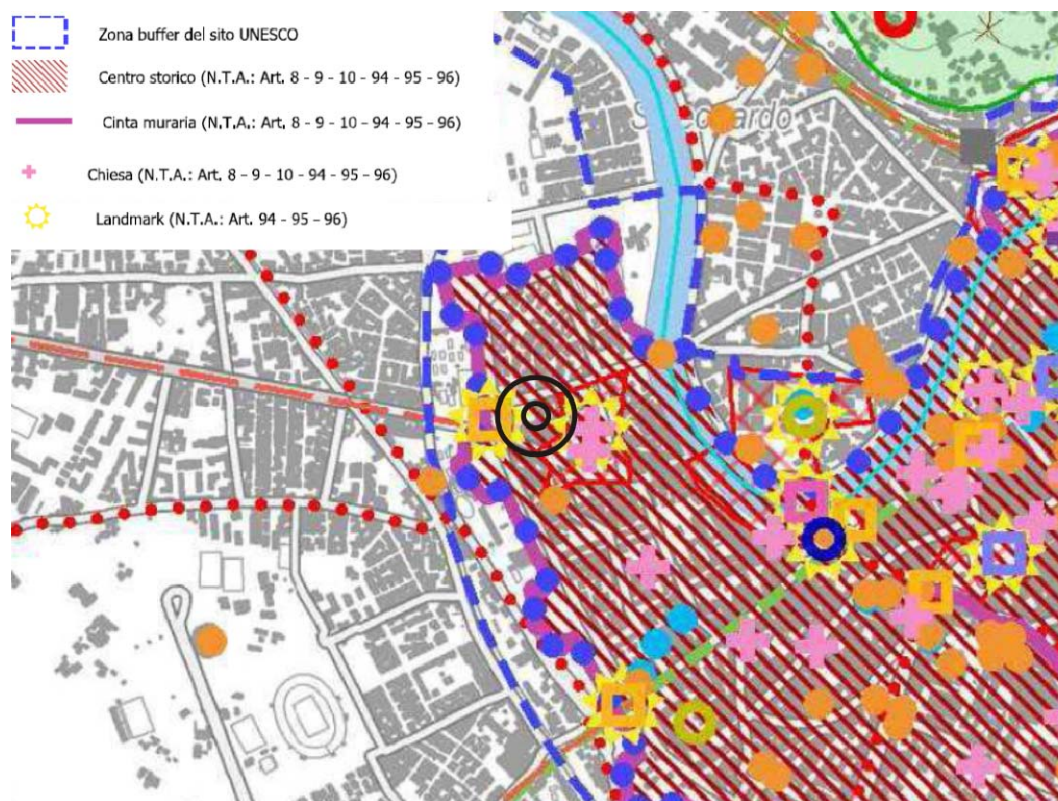 Zona buffer del sito UNESCO
Centro storico (N.T.A.: Art. 8 - 9 - 10 - 94 - 95 - 96)
Cinta muraria (N.T.A.: Art. 8 - 9 - 10 - 94 - 95 - 96)
Chiesa (N.T.A.: Art. 8 - 9 - 10 - 94 - 95 - 96)
Landmark (N.T.A.: Art. 94 - 95 - 96)